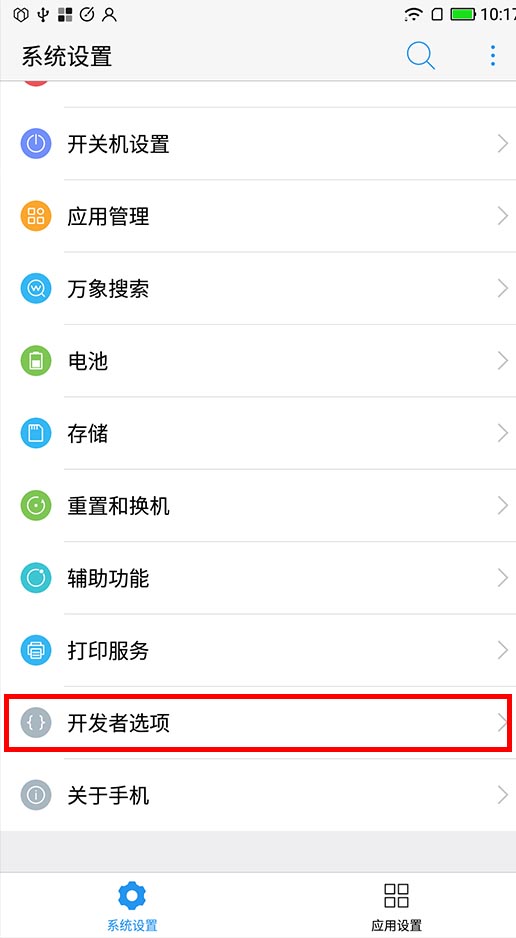 10:17
系统设置
开关机设置
应用管理
万象搜索
电池
存储
重置和换机
辅助功能
打印服务
开发者选项
关于手机
系统设置
应用设置